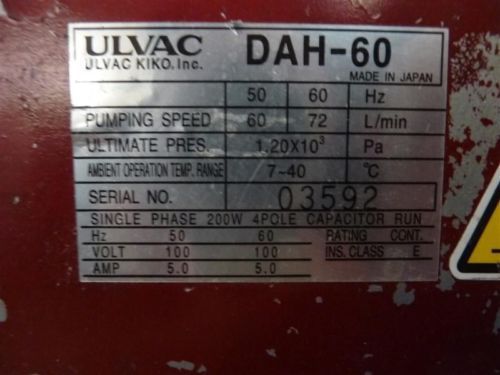 ULVAC DAH-60
ULVAC KIKO. Inc.
MADE IN JAPAN
50 60 Hz
PUMPING SPEED 60 72 L/min
ULTIMATE PRES. 1.20X10³ Pa
AMBIENT OPERATION TEMP. RANGE 7~40 °C
SERIAL NO. 03592
SINGLE PHASE 200W 4POLE CAPACITOR RUN
Hz 50 60 RATING CONT.
VOLT 100 100 INS. CLASS E
AMP 5.0 5.0